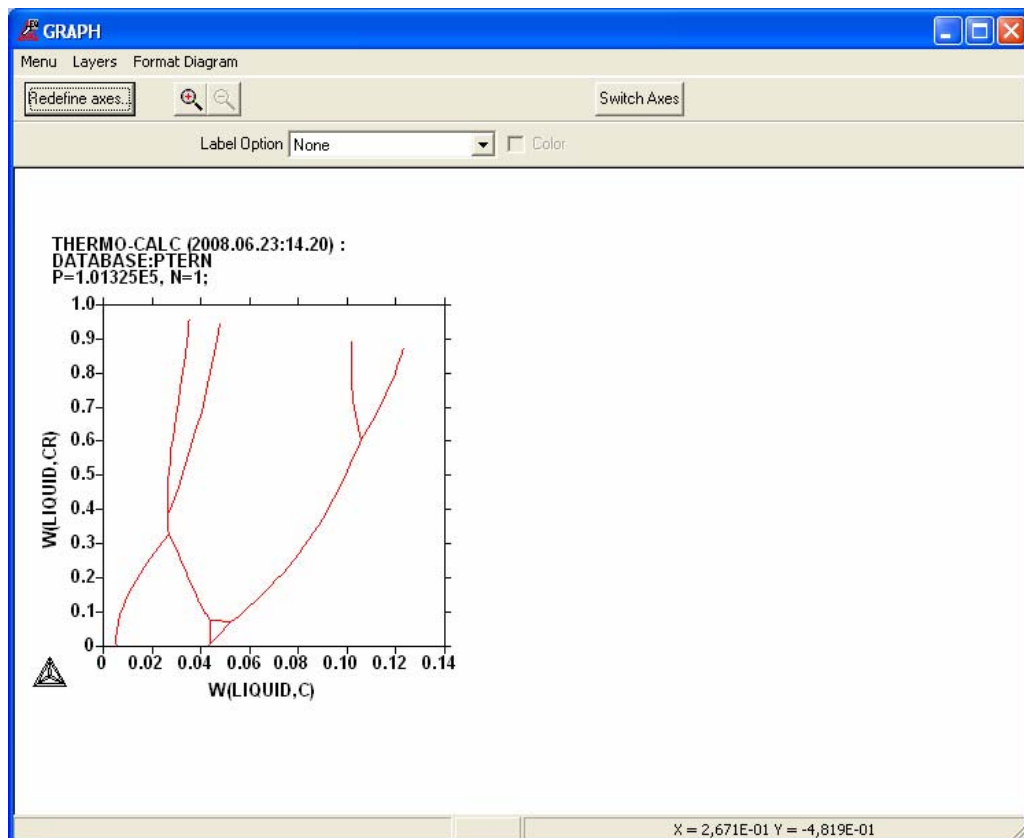 GRAPH
Menu Layers Format Diagram
Redefine axes.. Switch Axes
Label Option None Color
THERMO-CALC (2008.06.23:14.20) :
DATABASE:PTERN
P=1.01325E5, N=1;
1.0
0.9
0.8
0.7
0.6
0.5
0.4
0.3
0.2
0.1
0
W(LIQUID,CR)
0 0.02 0.04 0.06 0.08 0.10 0.12 0.14
W(LIQUID,C)
X = 2,671E-01 Y = -4,819E-01